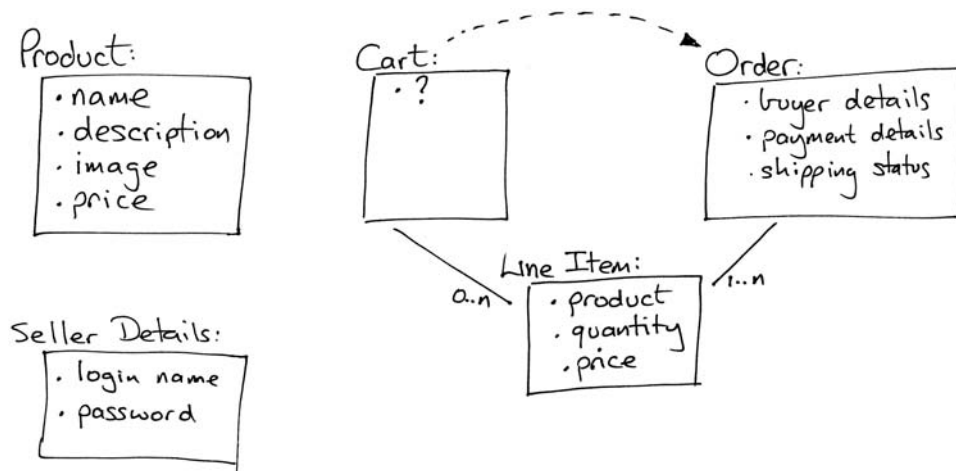 Product:
• name
• description
• image
• price
Cart:
• ?
Order:
• buyer details
• payment details
• shipping status
Line Item:
• product
• quantity
• price
0..n
1..n
Seller Details:
• login name
• password